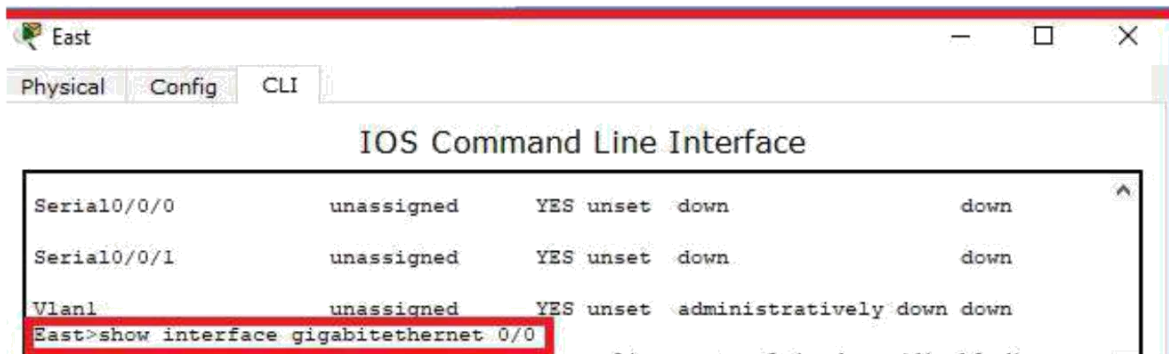 East
Physical Config CLI
IOS Command Line Interface
Serial0/0/0 unassigned YES unset down down
Serial0/0/1 unassigned YES unset down down
Vlan1 unassigned YES unset administratively down down
East>show interface gigabitethernet 0/0